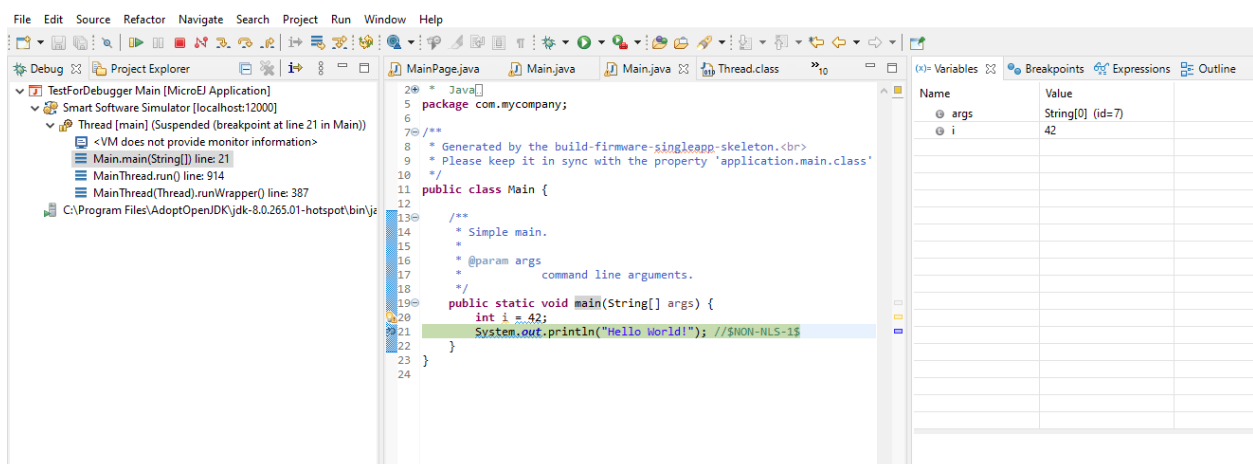 File Edit Source Refactor Navigate Search Project Run Window Help
Debug Project Explorer
TestForDebugger Main [MicroEJ Application]
Smart Software Simulator [localhost:12000]
Thread [main] (Suspended (breakpoint at line 21 in Main))
<VM does not provide monitor information>
Main.main(String[]) line: 21
MainThread.run() line: 914
MainThread(Thread).runWrapper() line: 387
C:\Program Files\AdoptOpenJDK\jdk-8.0.265.01-hotspot\bin\ja
MainPage.java Main.java Main.java Thread.class »10
2 * Java
5 package com.mycompany;
6
7 /**
8 * Generated by the build-firmware-singleapp-skeleton.<br>
9 * Please keep it in sync with the property 'application.main.class'
10 */
11 public class Main {
12
13 /**
14 * Simple main.
15 *
16 * @param args
17 * command line arguments.
18 */
19 public static void main(String[] args) {
20 int i = 42;
21 System.out.println("Hello World!"); //$NON-NLS-1$
22 }
23 }
24
(x)= Variables Breakpoints Expressions Outline
Name Value
args String[0] (id=7)
i 42